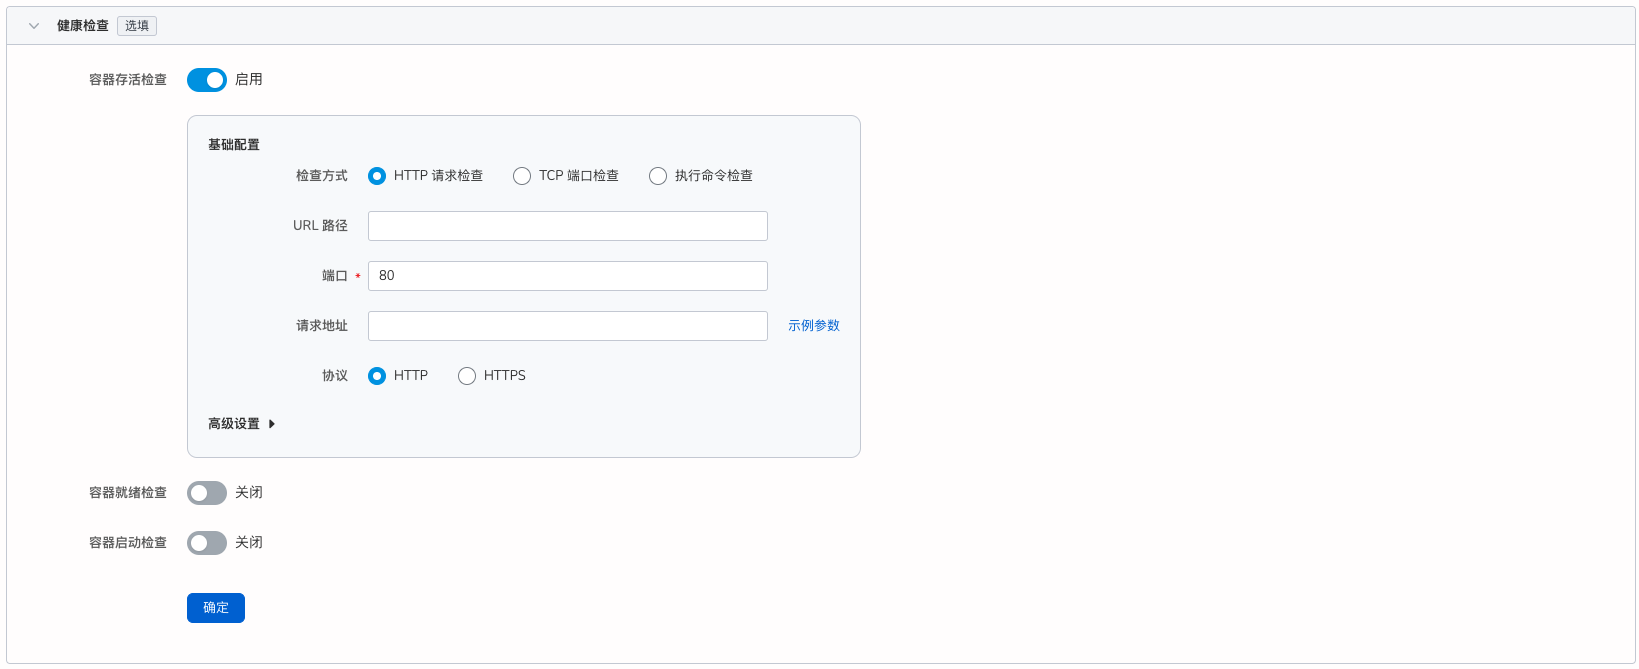 健康检查 选填
容器存活检查 启用
基础配置
检查方式 HTTP 请求检查 TCP 端口检查 执行命令检查
URL 路径
端口 * 80
请求地址 示例参数
协议 HTTP HTTPS
高级设置
容器就绪检查 关闭
容器启动检查 关闭
确定